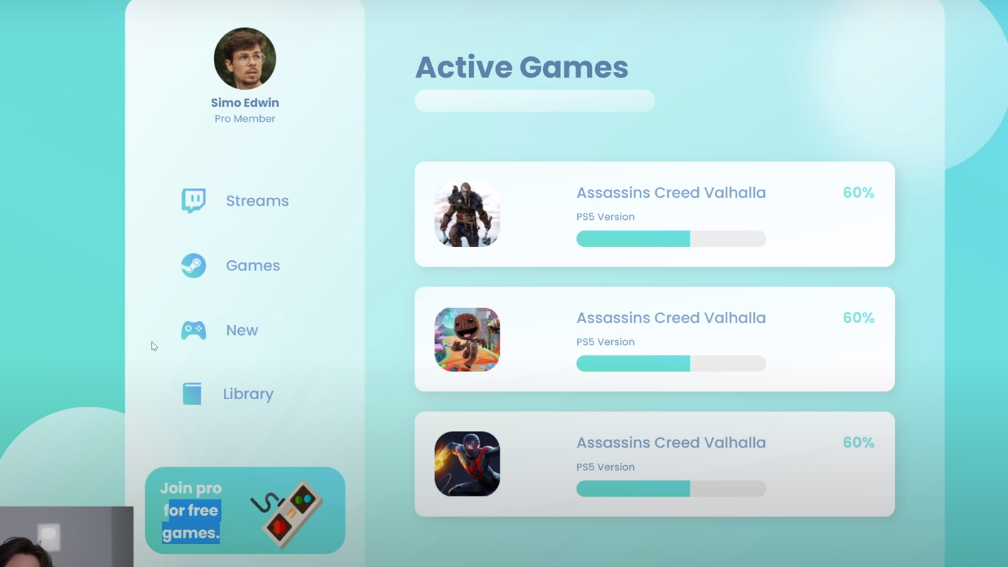 Simo Edwin
Pro Member
Streams
Games
New
Library
Join pro
for free
games.
Active Games
Assassins Creed Valhalla
60%
PS5 Version
Assassins Creed Valhalla
60%
PS5 Version
Assassins Creed Valhalla
60%
PS5 Version